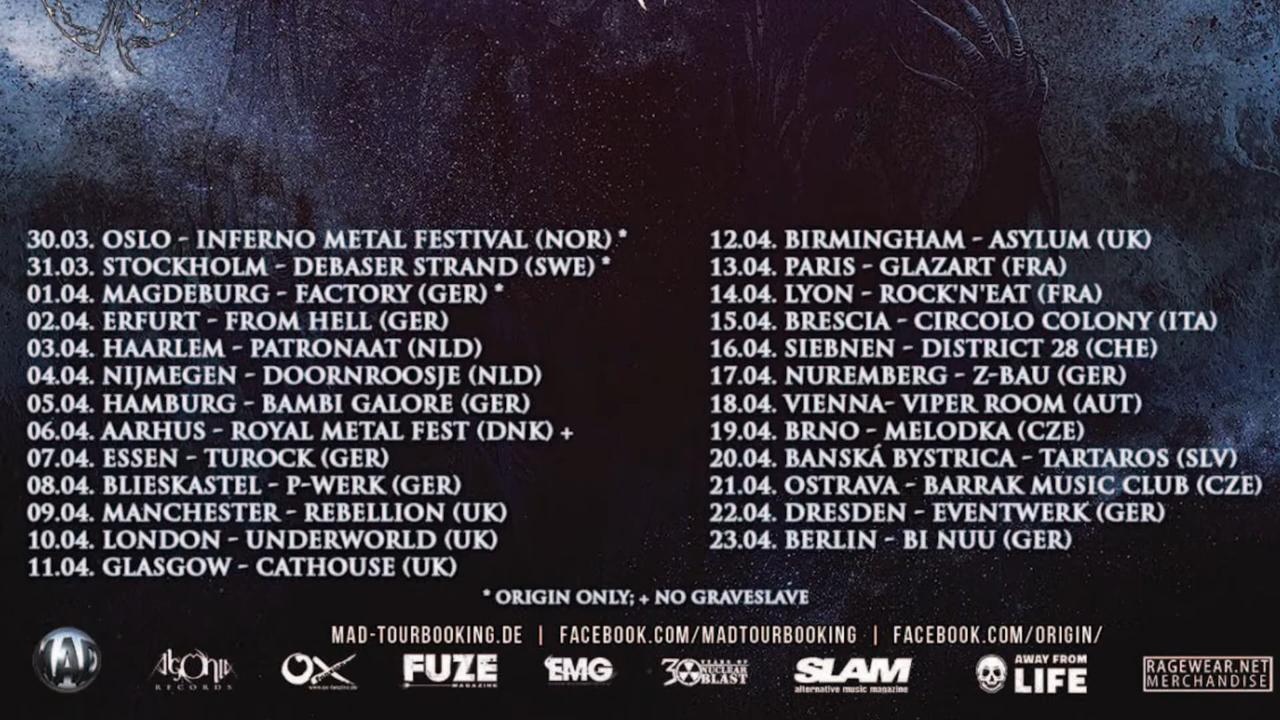 30.03. OSLO - INFERNO METAL FESTIVAL (NOR) *
31.03. STOCKHOLM - DEBASER STRAND (SWE) *
01.04. MAGDEBURG - FACTORY (GER) *
02.04. ERFURT - FROM HELL (GER)
03.04. HAARLEM - PATRONAAT (NLD)
04.04. NIJMEGEN - DOORNROOSJE (NLD)
05.04. HAMBURG - BAMBI GALORE (GER)
06.04. AARHUS - ROYAL METAL FEST (DNK) +
07.04. ESSEN - TUROCK (GER)
08.04. BLIESKASTEL - P-WERK (GER)
09.04. MANCHESTER - REBELLION (UK)
10.04. LONDON - UNDERWORLD (UK)
11.04. GLASGOW - CATHOUSE (UK)
12.04. BIRMINGHAM - ASYLUM (UK)
13.04. PARIS - GLAZART (FRA)
14.04. LYON - ROCK'N'EAT (FRA)
15.04. BRESCIA - CIRCOLO COLONY (ITA)
16.04. SIEBNEN - DISTRICT 28 (CHE)
17.04. NUREMBERG - Z-BAU (GER)
18.04. VIENNA- VIPER ROOM (AUT)
19.04. BRNO - MELODKA (CZE)
20.04. BANSKÁ BYSTRICA - TARTAROS (SLV)
21.04. OSTRAVA - BARRAK MUSIC CLUB (CZE)
22.04. DRESDEN - EVENTWERK (GER)
23.04. BERLIN - BI NUU (GER)
* ORIGIN ONLY; + NO GRAVESLAVE
MAD-TOURBOOKING.DE | FACEBOOK.COM/MADTOURBOOKING | FACEBOOK.COM/ORIGIN/
RECORDS
OX
FUZE
MAGAZINE
EMG
30 YEARS OF
NUCLEAR
BLAST
SLAM
alternative music magazine
AWAY FROM
LIFE
RAGEWEAR.NET
MERCHANDISE